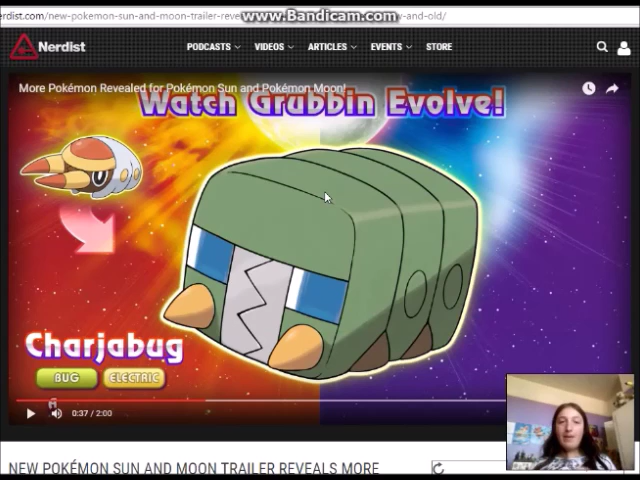 www.Bandicam.com
erdist.com/new-pokemon-sun-and-moon-trailer-reve
-and-old/
Nerdist
PODCASTS VIDEOS ARTICLES EVENTS STORE
More Pokémon Revealed for Pokémon Sun and Pokémon Moon!
Watch Grubbin Evolve!
Charjabug
BUG ELECTRIC
0:37 / 2:00
NEW POKÉMON SUN AND MOON TRAILER REVEALS MORE